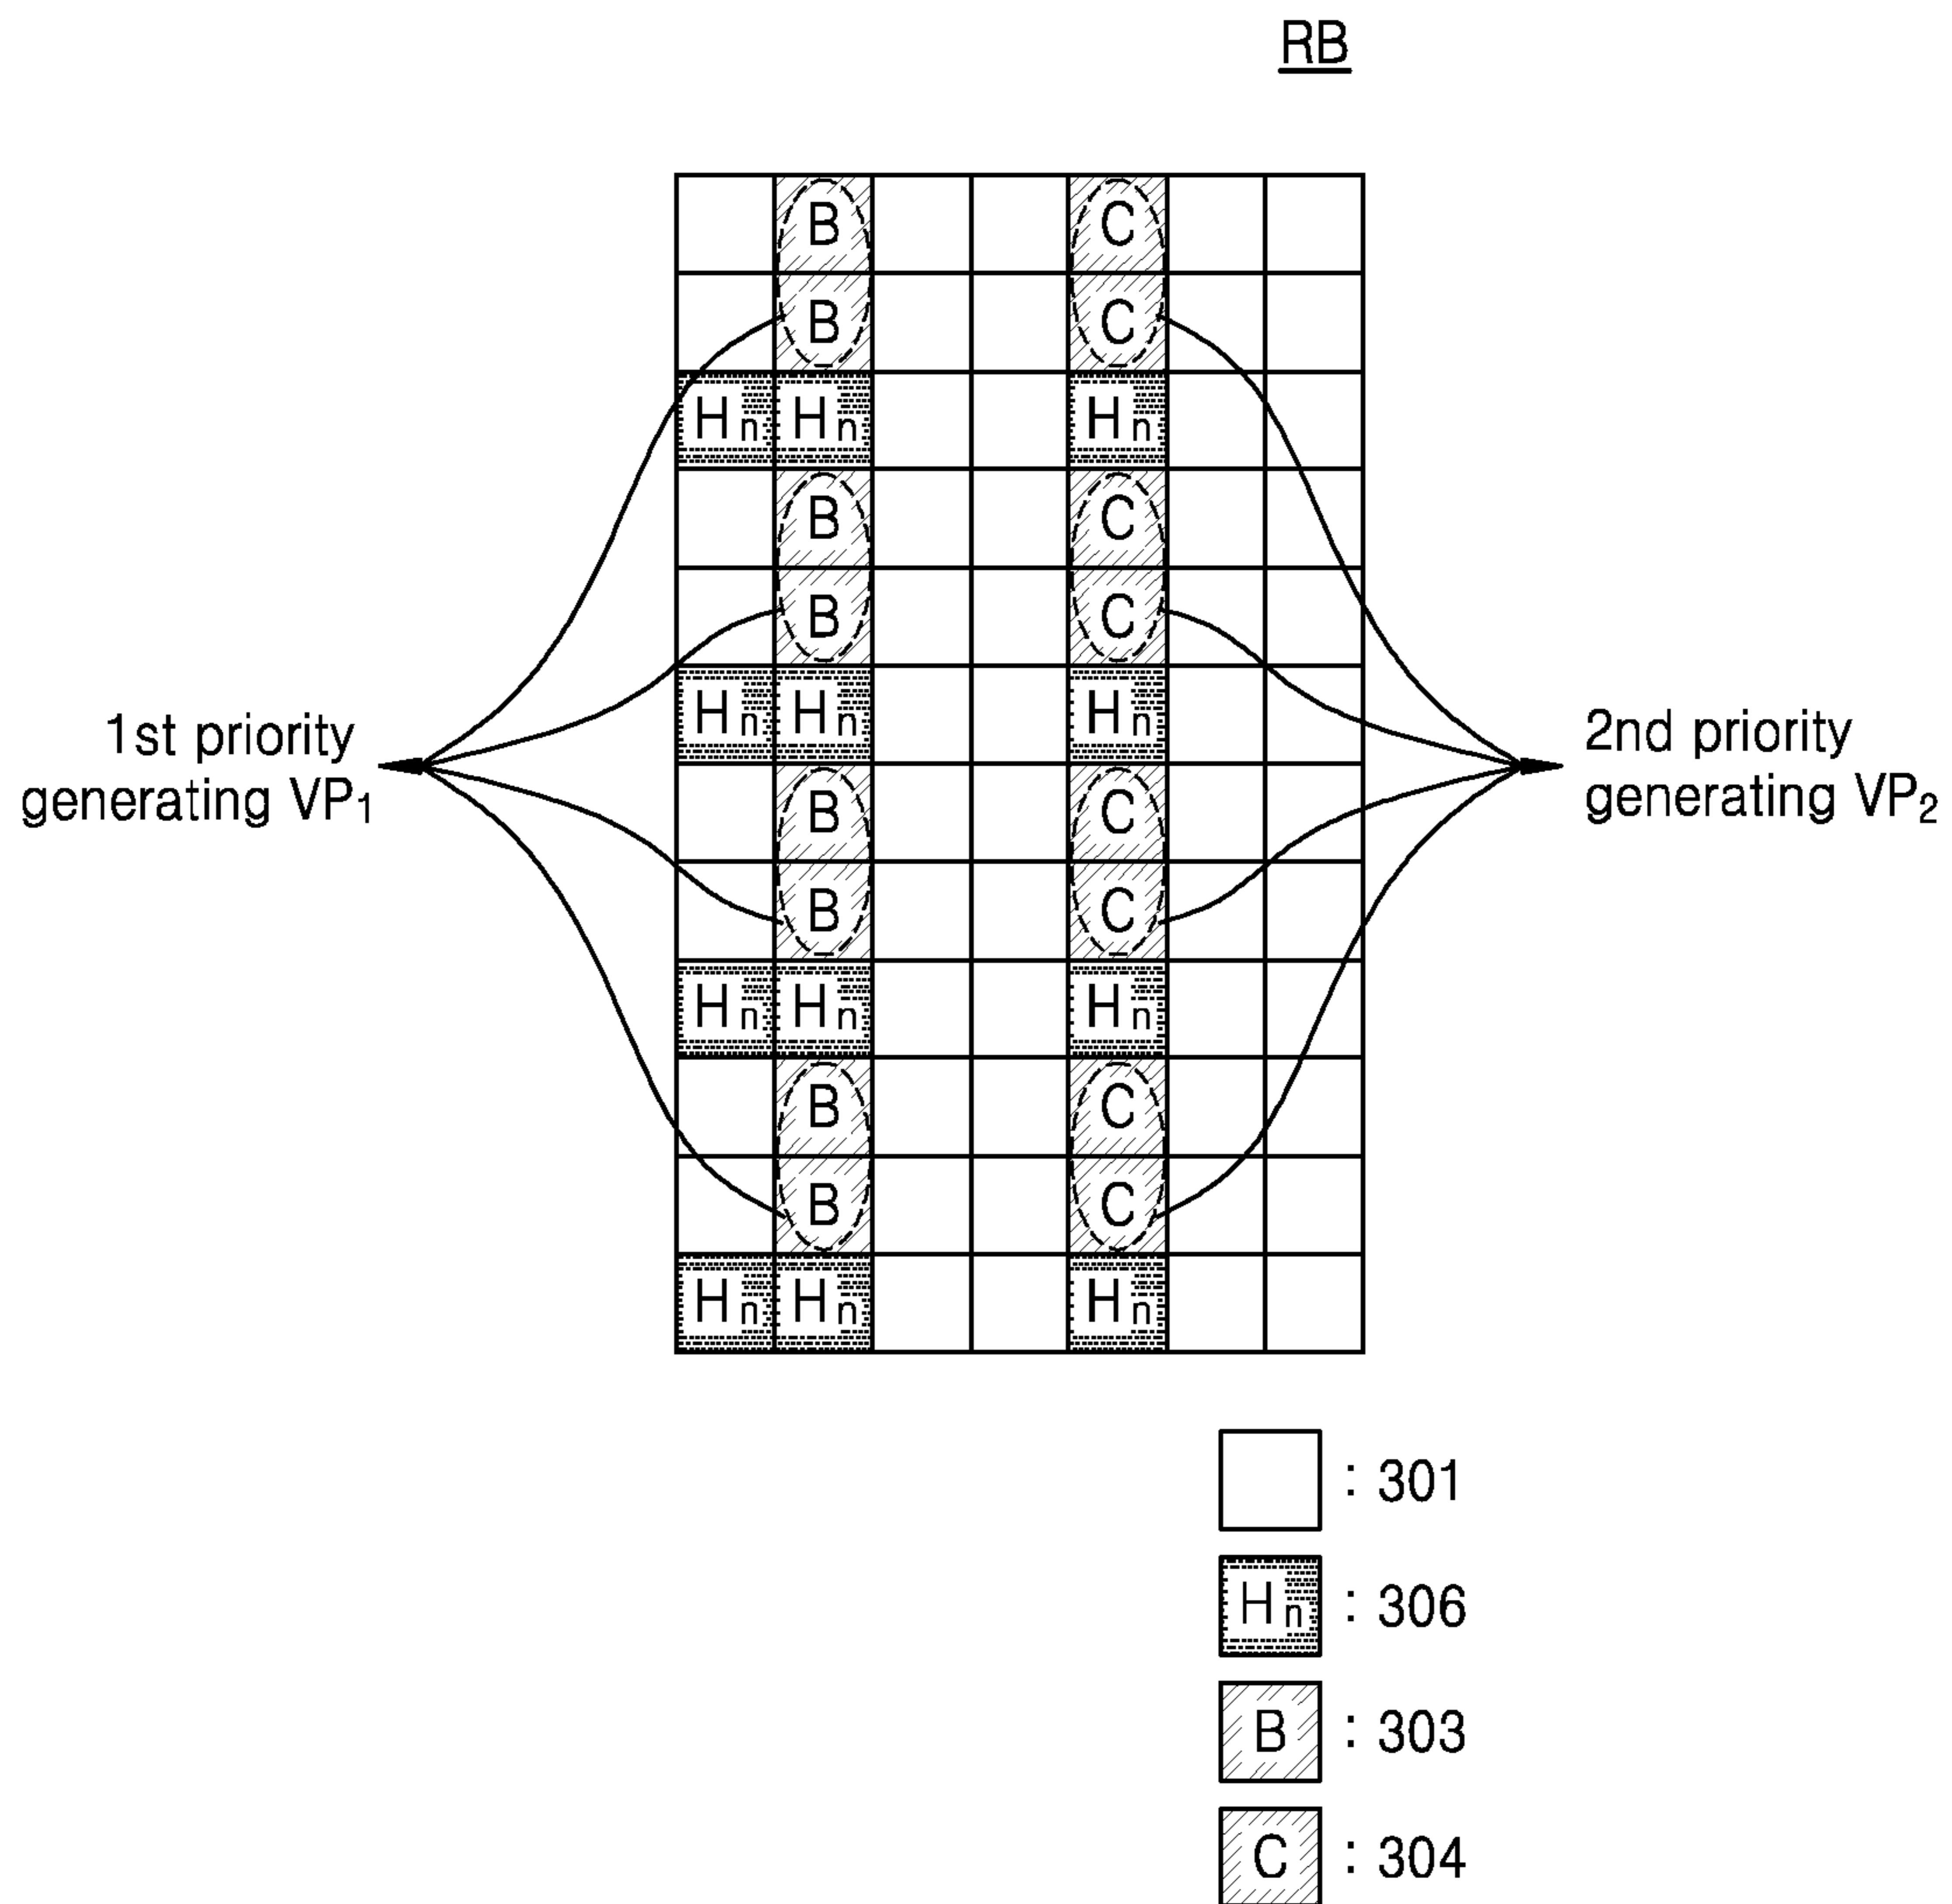 RB
B C
B C
Hn Hn Hn
B C
B C
Hn Hn Hn
1st priority
generating VP1
2nd priority
generating VP2
B C
B C
Hn Hn Hn
B C
B C
Hn Hn Hn
: 301
Hn : 306
B : 303
C : 304